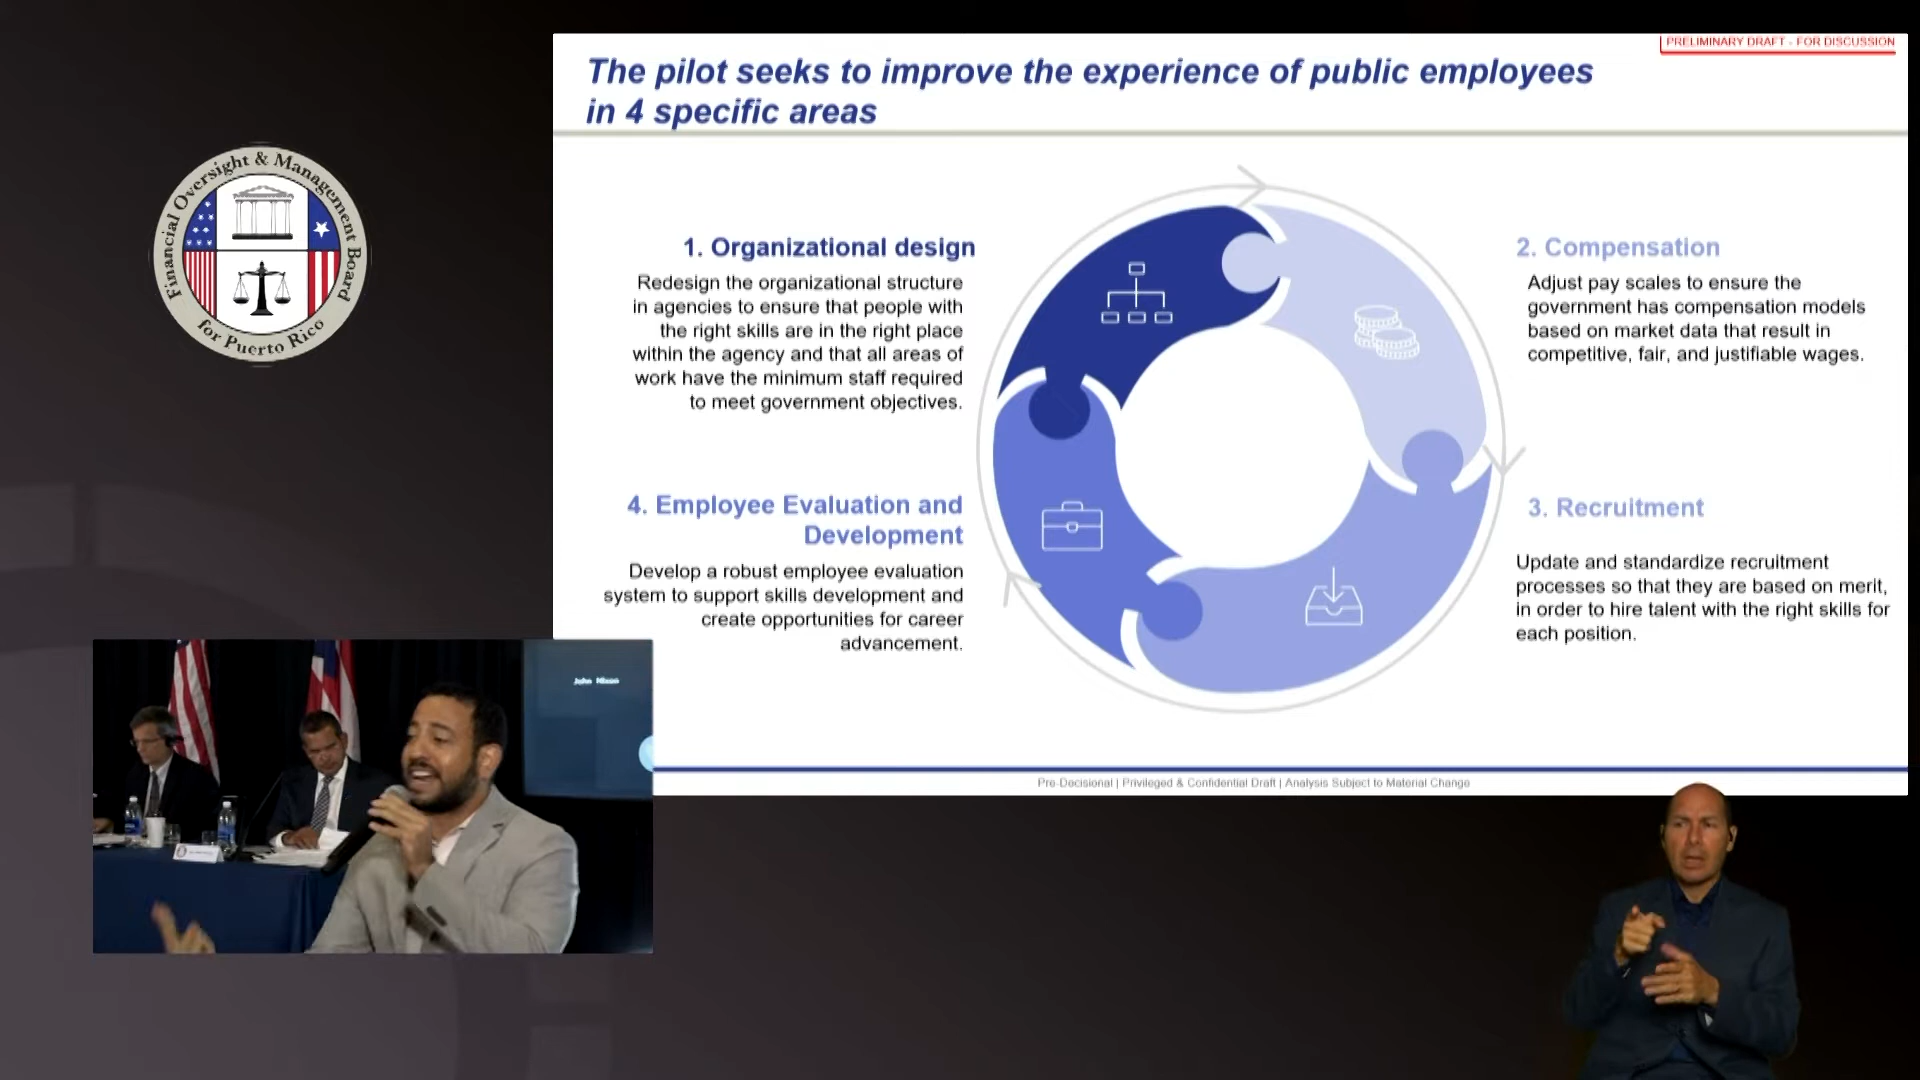 PRELIMINARY DRAFT - FOR DISCUSSION
The pilot seeks to improve the experience of public employees
in 4 specific areas
Financial Oversight & Management Board
for Puerto Rico
1. Organizational design
Redesign the organizational structure
in agencies to ensure that people with
the right skills are in the right place
within the agency and that all areas of
work have the minimum staff required
to meet government objectives.
2. Compensation
Adjust pay scales to ensure the
government has compensation models
based on market data that result in
competitive, fair, and justifiable wages.
3. Recruitment
Update and standardize recruitment
processes so that they are based on merit,
in order to hire talent with the right skills for
each position.
4. Employee Evaluation and
Development
Develop a robust employee evaluation
system to support skills development and
create opportunities for career
advancement.
John Nixon
Pre-Decisional | Privileged & Confidential Draft | Analysis Subject to Material Change